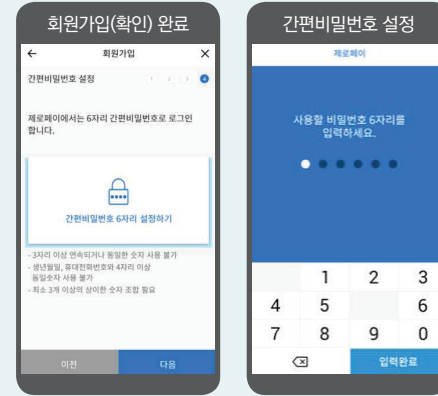 회원가입(확인) 완료
회원가입
간편비밀번호 설정
1 2 3 4
제로페이에서는 6자리 간편비밀번호로 로그인
합니다.
간편비밀번호 6자리 설정하기
- 3자리 이상 연속되거나 동일한 숫자 사용 불가
- 생년월일, 휴대전화번호와 4자리 이상
동일숫자 사용 불가
- 최소 3개 이상의 상이한 숫자 조합 필요
이전 다음
간편비밀번호 설정
제로페이
사용할 비밀번호 6자리를
입력하세요.
1 2 3
4 5 6
7 8 9 0
입력완료